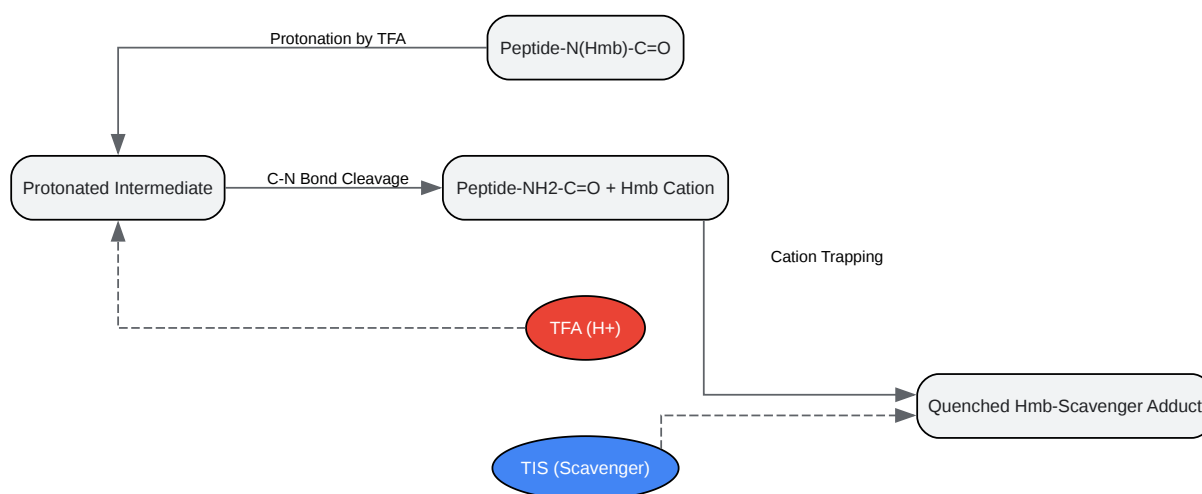 Protonation by TFA
Peptide-N(Hmb)-C=O
Protonated Intermediate
C-N Bond Cleavage
Peptide-NH2-C=O + Hmb Cation
Cation Trapping
TFA (H+)
Quenched Hmb-Scavenger Adduct
TIS (Scavenger)